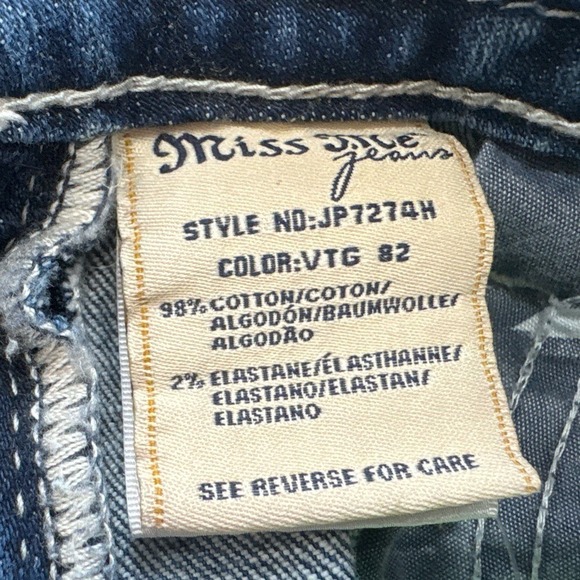 Miss Me
jeans
STYLE NO:JP7274H
COLOR:VTG 82
98% COTTON/COTON/
ALGODÓN/BAUMWOLLE/
ALGODÃO
2% ELASTANE/ÉLASTHANNE/
ELASTANO/ELASTAN/
ELASTANO
SEE REVERSE FOR CARE